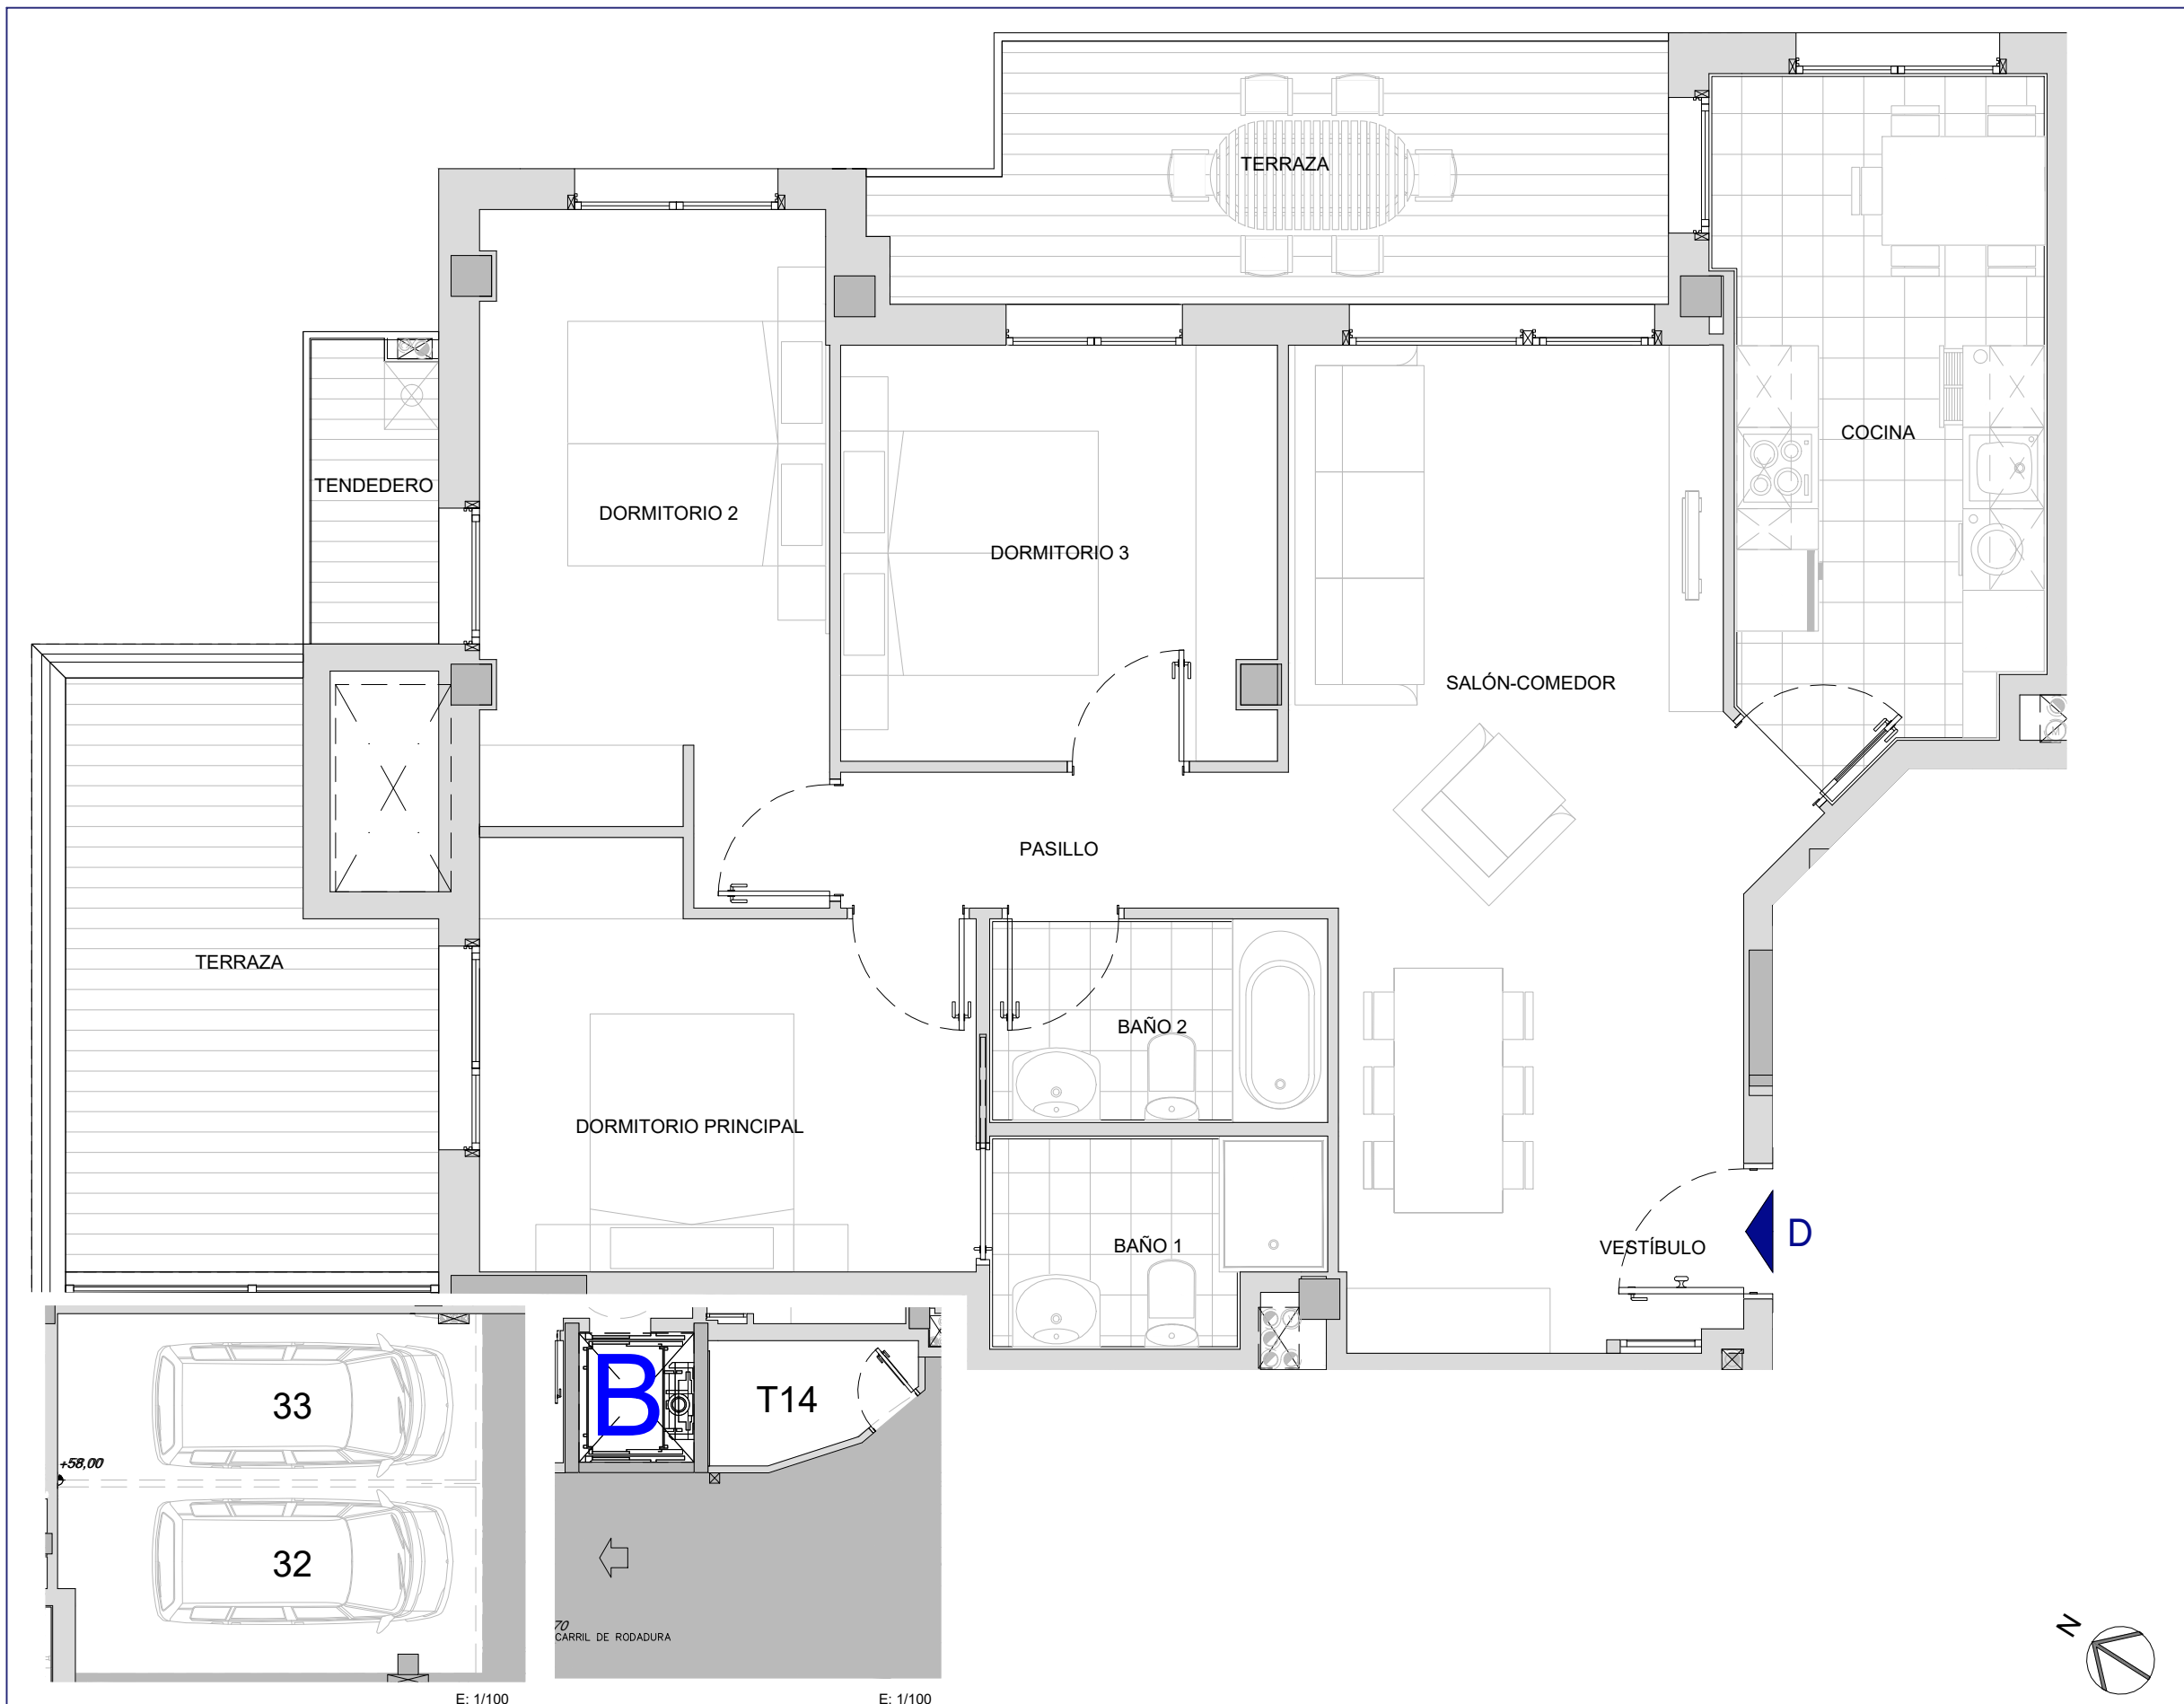 TERRAZA
COCINA
TENDEDERO
DORMITORIO 2
DORMITORIO 3
SALÓN-COMEDOR
PASILLO
TERRAZA
BAÑO 2
DORMITORIO PRINCIPAL
BAÑO 1
VESTÍBULO
D
33
B
T14
+58,00
32
70
CARRIL DE RODADURA
N
E: 1/100
E: 1/100